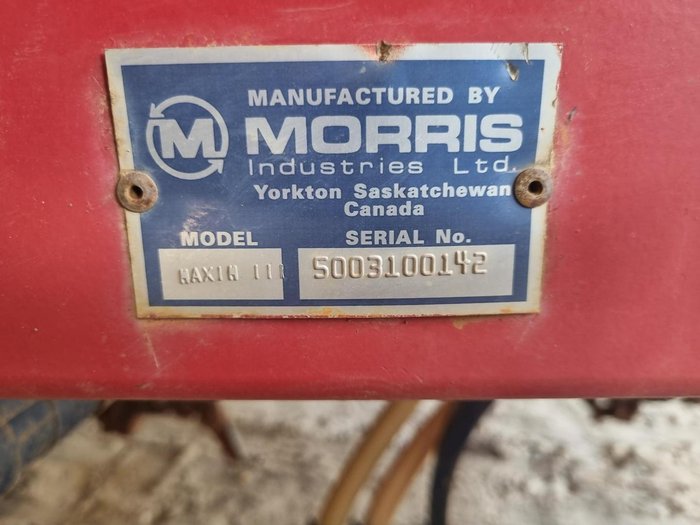 MANUFACTURED BY
M MORRIS
Industries Ltd.
Yorkton Saskatchewan
Canada
MODEL SERIAL No.
MAXIM III 5003100142